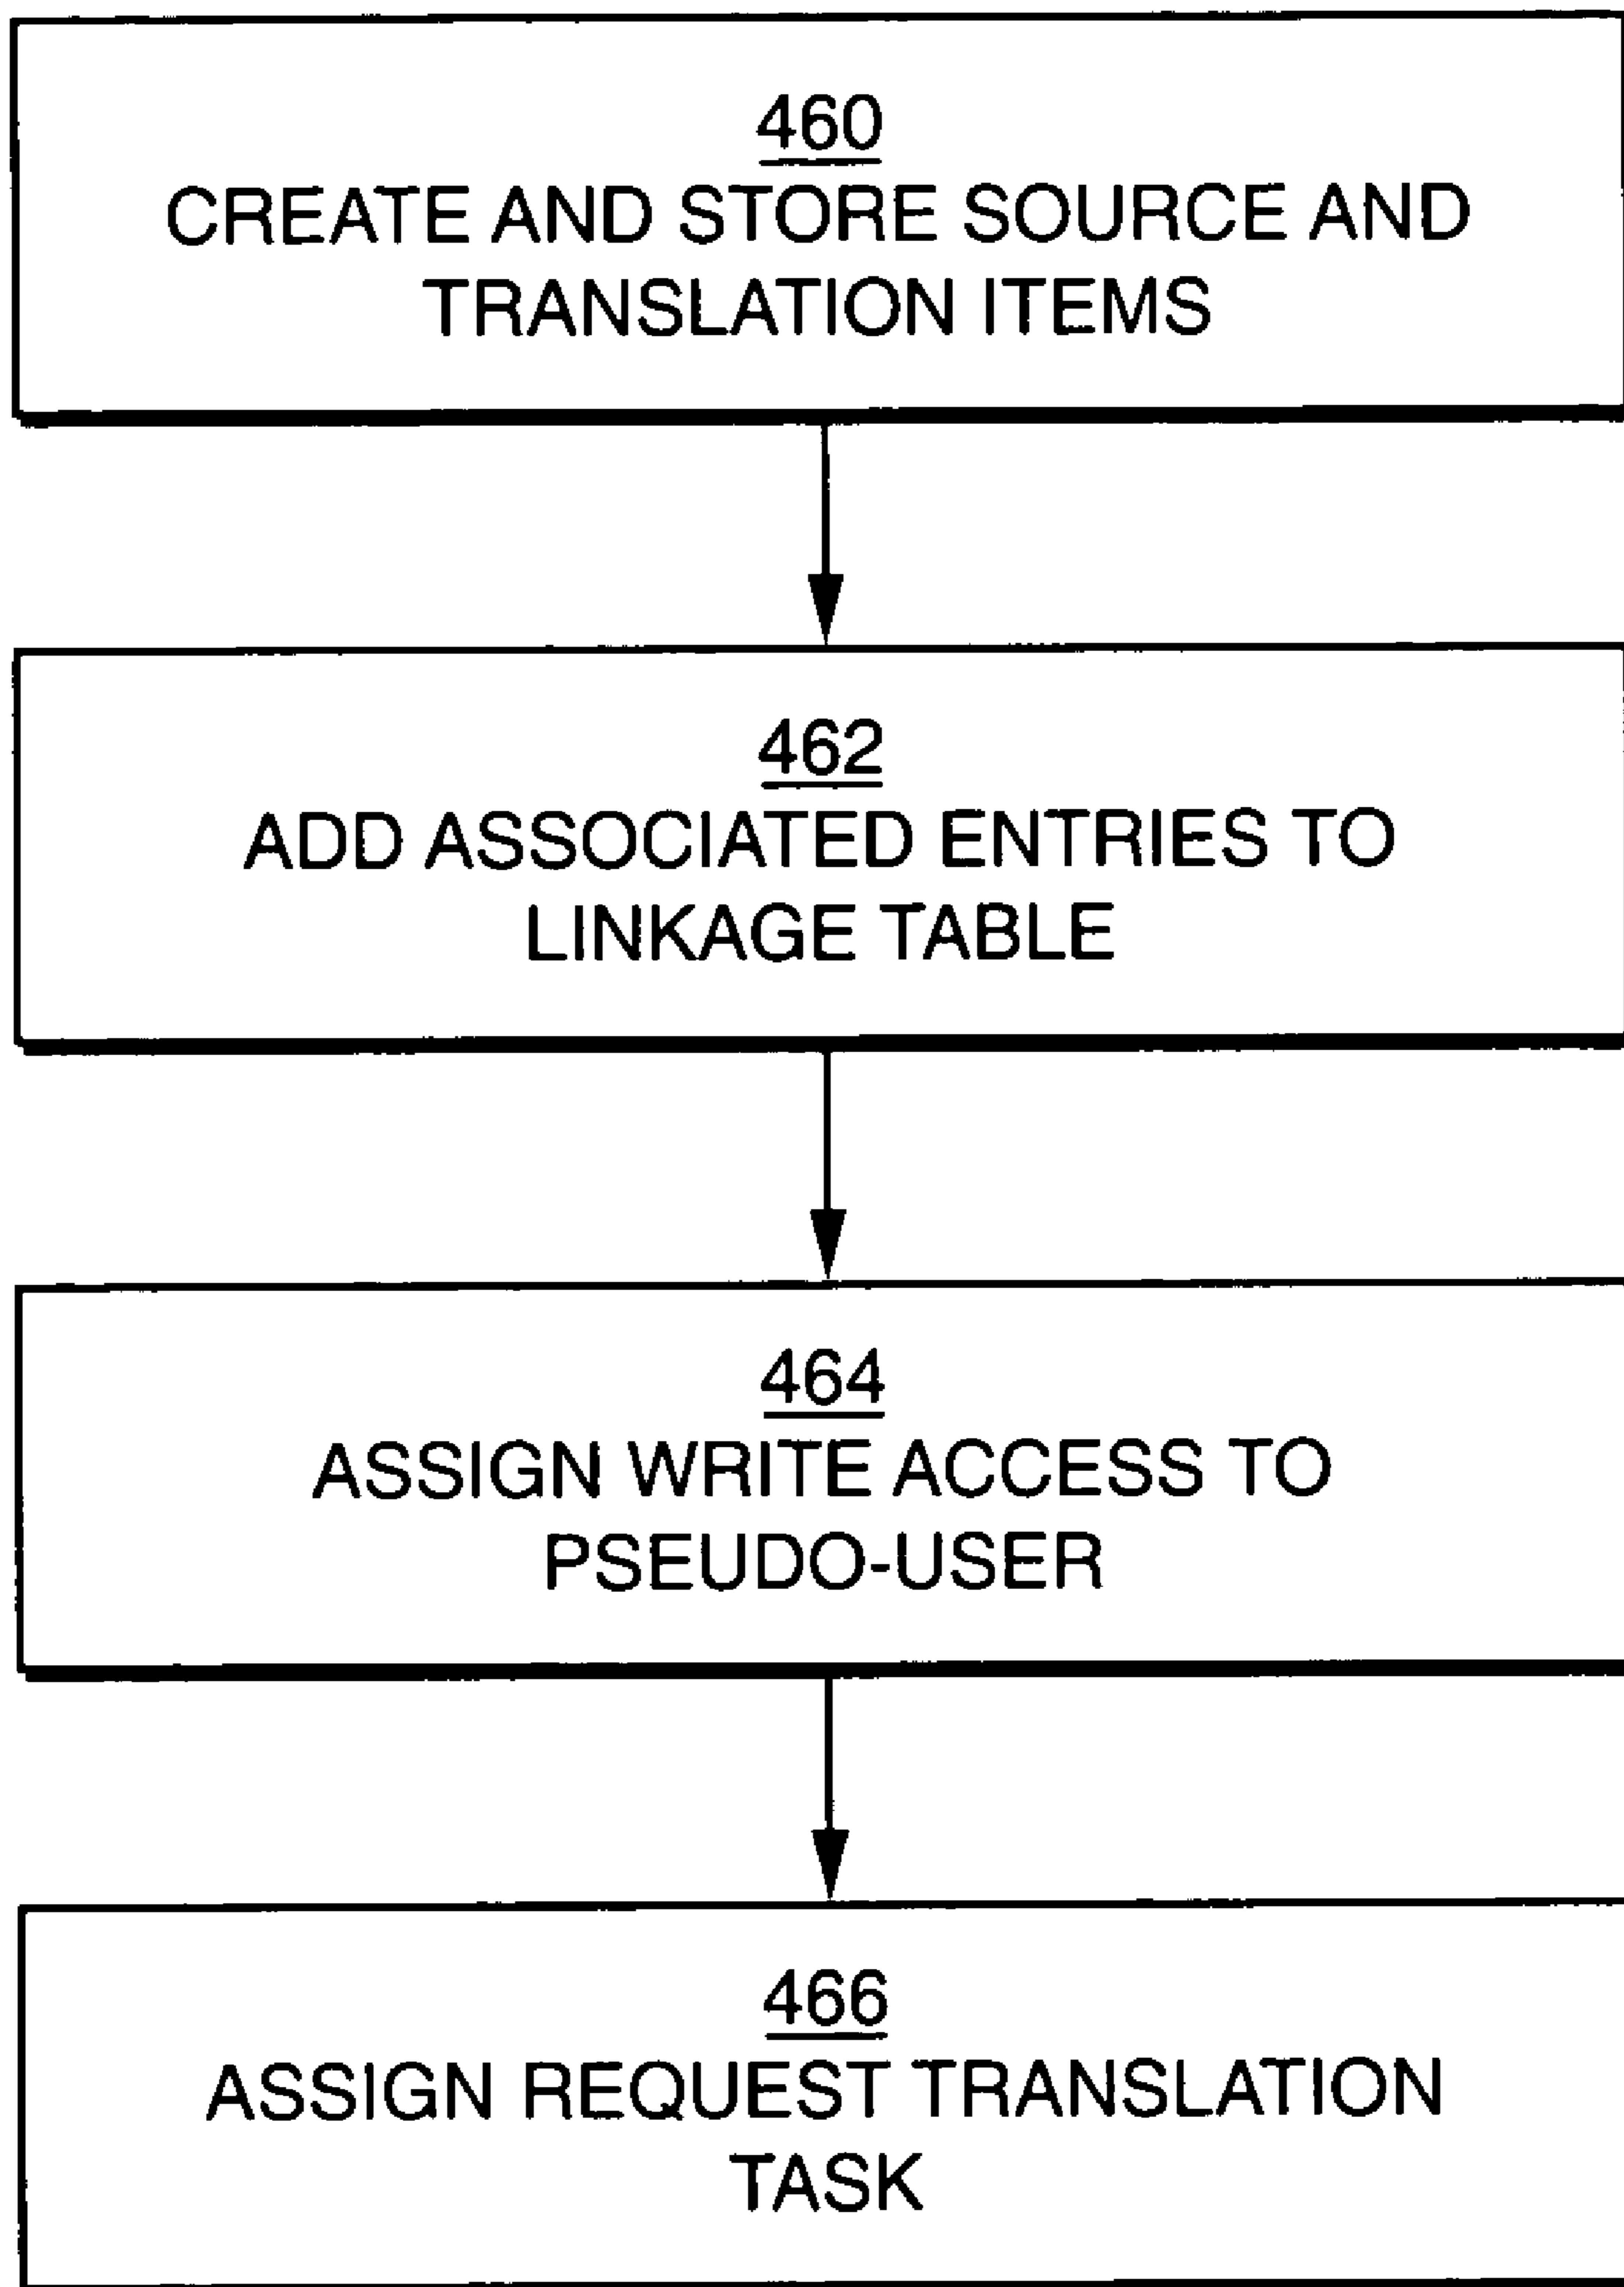 460
CREATE AND STORE SOURCE AND
TRANSLATION ITEMS
462
ADD ASSOCIATED ENTRIES TO
LINKAGE TABLE
464
ASSIGN WRITE ACCESS TO
PSEUDO-USER
466
ASSIGN REQUEST TRANSLATION
TASK